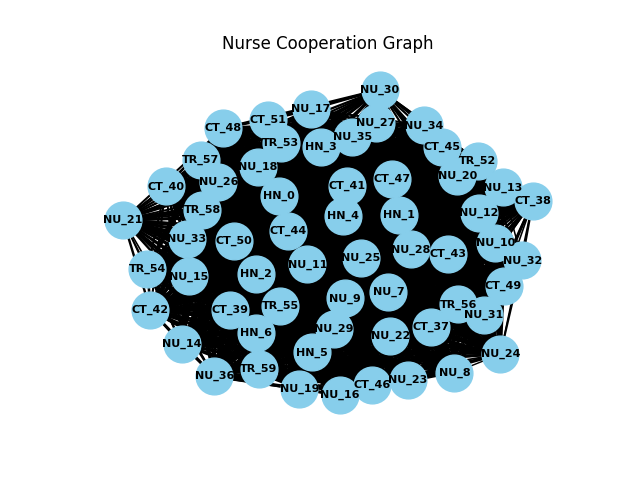 Nurse Cooperation Graph
NU_30
NU_17
CT_51
NU_27
NU_34
CT_48
NU_35
TR_53
HN_3
CT_45
TR_57
TR_52
NU_18
NU_20
CT_47
NU_26
CT_41
CT_40
NU_13
HN_0
CT_38
TR_58
NU_12
HN_1
HN_4
NU_21
CT_44
NU_33
CT_50
NU_10
NU_28
CT_43
NU_25
NU_32
NU_11
TR_54
HN_2
NU_15
CT_49
NU_7
NU_9
TR_55
TR_56
CT_42
CT_39
NU_31
NU_29
CT_37
HN_6
NU_22
NU_14
HN_5
NU_24
TR_59
NU_8
NU_36
NU_23
CT_46
NU_19
NU_16